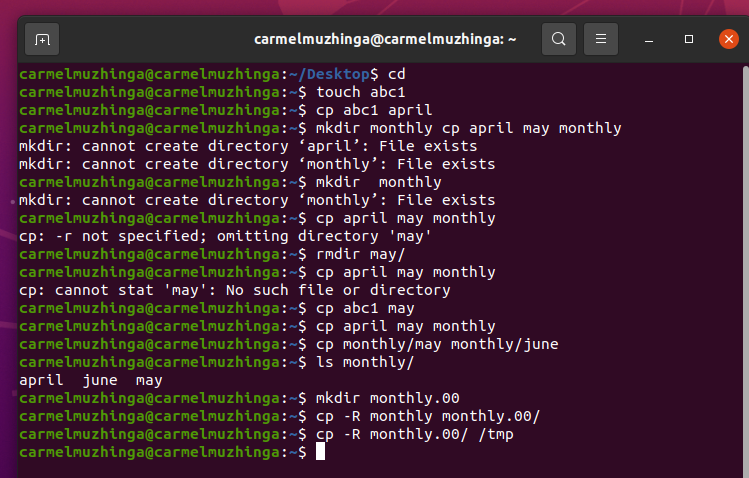 carmelmuzhinga@carmelmuzhinga: ~
carmelmuzhinga@carmelmuzhinga:~/Desktop$ cd
carmelmuzhinga@carmelmuzhinga:~$ touch abc1
carmelmuzhinga@carmelmuzhinga:~$ cp abc1 april
carmelmuzhinga@carmelmuzhinga:~$ mkdir monthly cp april may monthly
mkdir: cannot create directory ‘april’: File exists
mkdir: cannot create directory ‘monthly’: File exists
carmelmuzhinga@carmelmuzhinga:~$ mkdir  monthly
mkdir: cannot create directory ‘monthly’: File exists
carmelmuzhinga@carmelmuzhinga:~$ cp april may monthly
cp: -r not specified; omitting directory 'may'
carmelmuzhinga@carmelmuzhinga:~$ rmdir may/
carmelmuzhinga@carmelmuzhinga:~$ cp april may monthly
cp: cannot stat 'may': No such file or directory
carmelmuzhinga@carmelmuzhinga:~$ cp abc1 may
carmelmuzhinga@carmelmuzhinga:~$ cp april may monthly
carmelmuzhinga@carmelmuzhinga:~$ cp monthly/may monthly/june
carmelmuzhinga@carmelmuzhinga:~$ ls monthly/
april  june  may
carmelmuzhinga@carmelmuzhinga:~$ mkdir monthly.00
carmelmuzhinga@carmelmuzhinga:~$ cp -R monthly monthly.00/
carmelmuzhinga@carmelmuzhinga:~$ cp -R monthly.00/ /tmp
carmelmuzhinga@carmelmuzhinga:~$